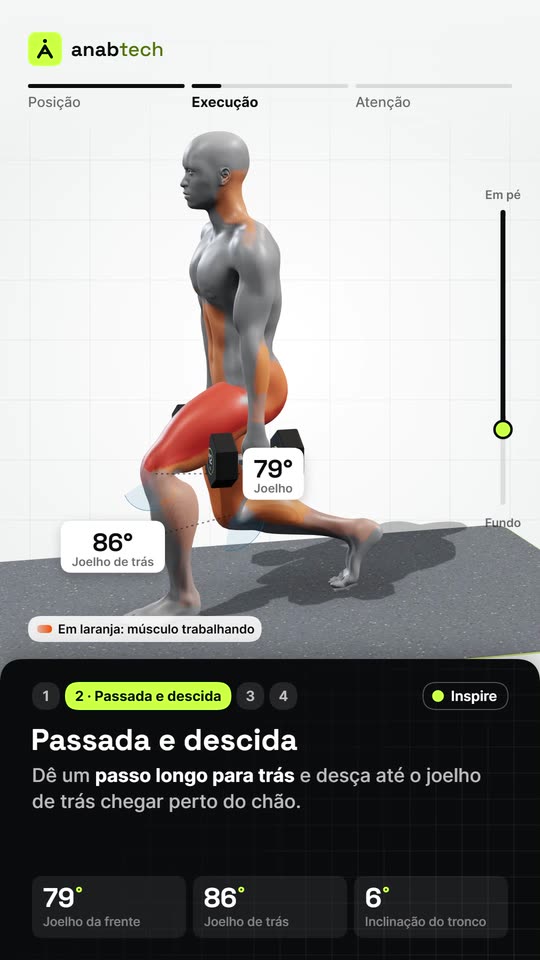 anabtech
Posição
Execução
Atenção
Em pé
79°
Joelho
86°
Joelho de trás
Fundo
Em laranja: músculo trabalhando
1
2 · Passada e descida
3
4
Inspire
Passada e descida
Dê um passo longo para trás e desça até o joelho
de trás chegar perto do chão.
79°
Joelho da frente
86°
Joelho de trás
6°
Inclinação do tronco